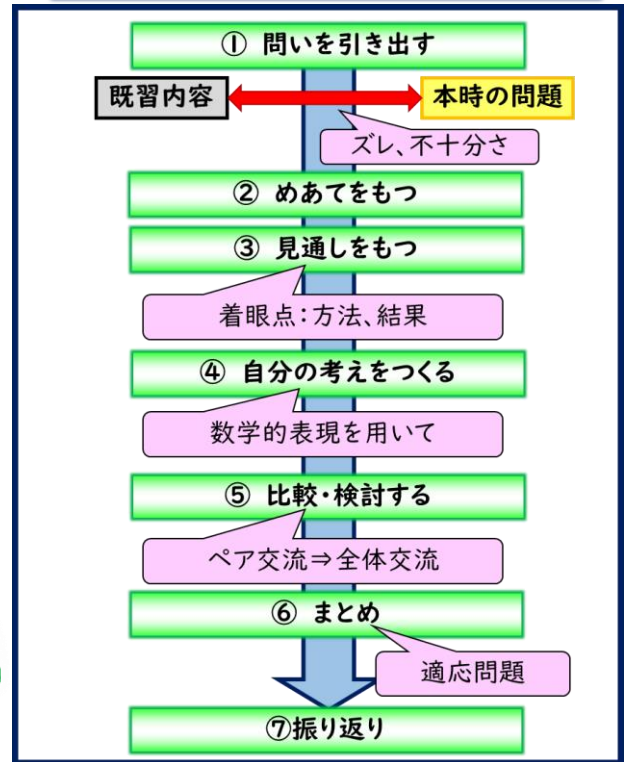 ① 問いを引き出す
既習内容
本時の問題
ズレ、不十分さ
② めあてをもつ
③ 見通しをもつ
着眼点：方法、結果
④ 自分の考えをつくる
数学的表現を用いて
⑤ 比較・検討する
ペア交流⇒全体交流
⑥ まとめ
適応問題
⑦振り返り